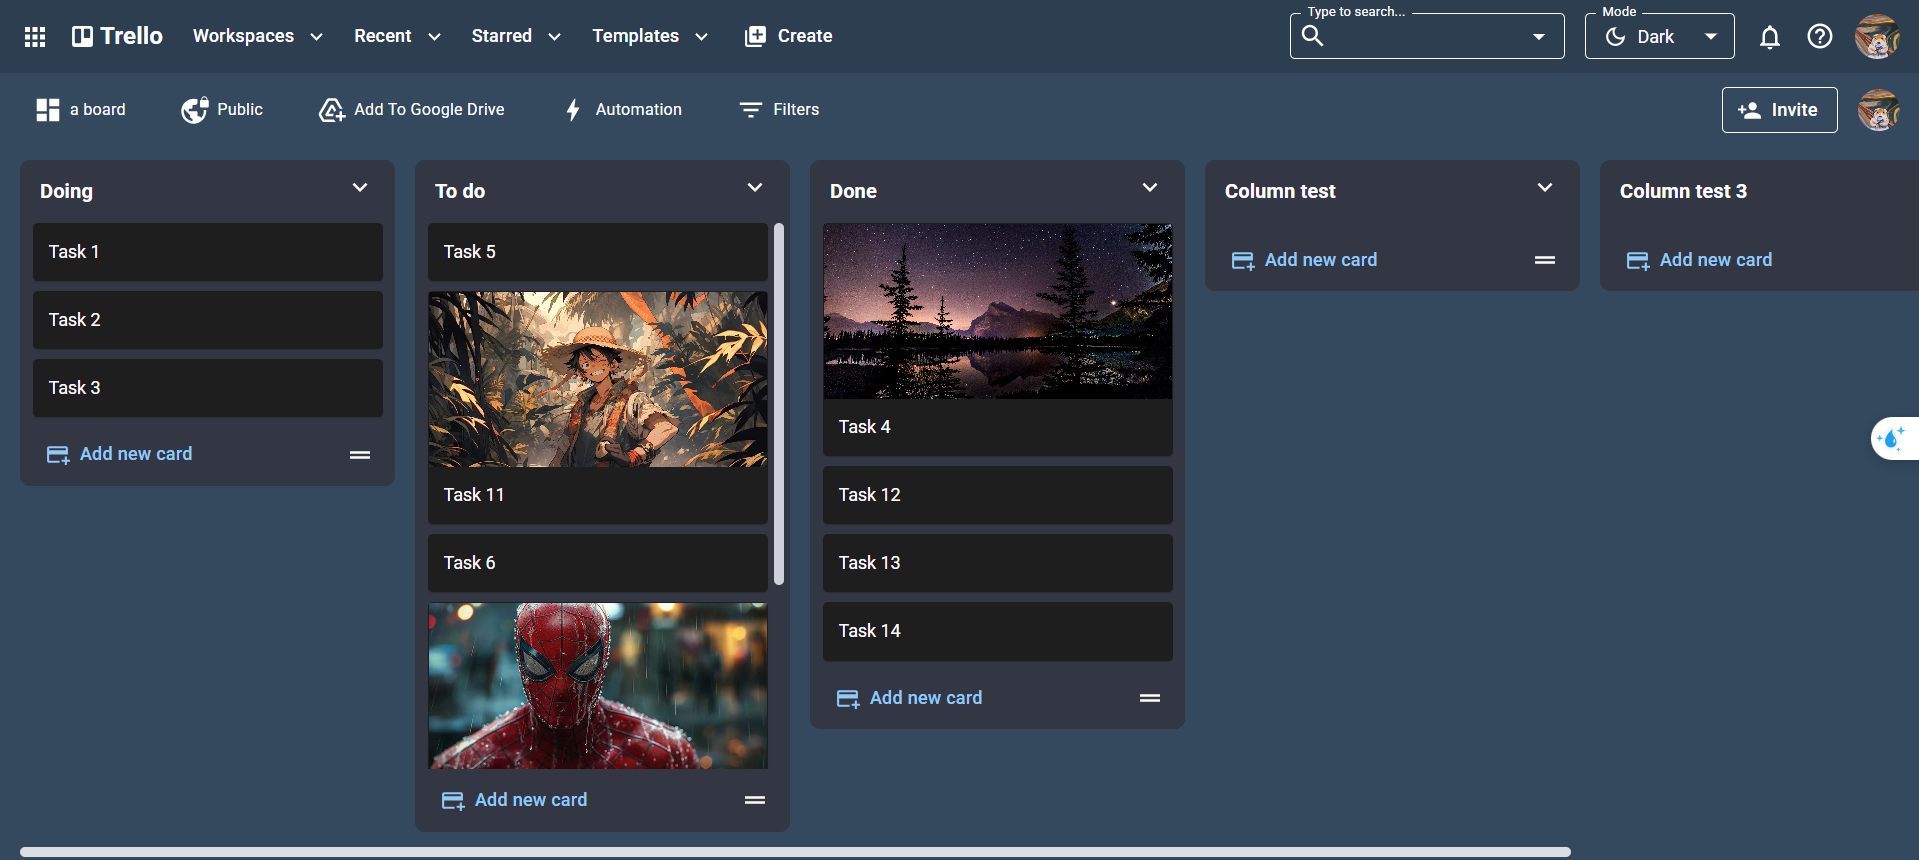 Trello
Workspaces
Recent
Starred
Templates
Create
Type to search...
Mode
Dark
a board
Public
Add To Google Drive
Automation
Filters
Invite
Doing
Task 1
Task 2
Task 3
Add new card
To do
Task 5
Task 11
Task 6
Add new card
Done
Task 4
Task 12
Task 13
Task 14
Add new card
Column test
Add new card
Column test 3
Add new card